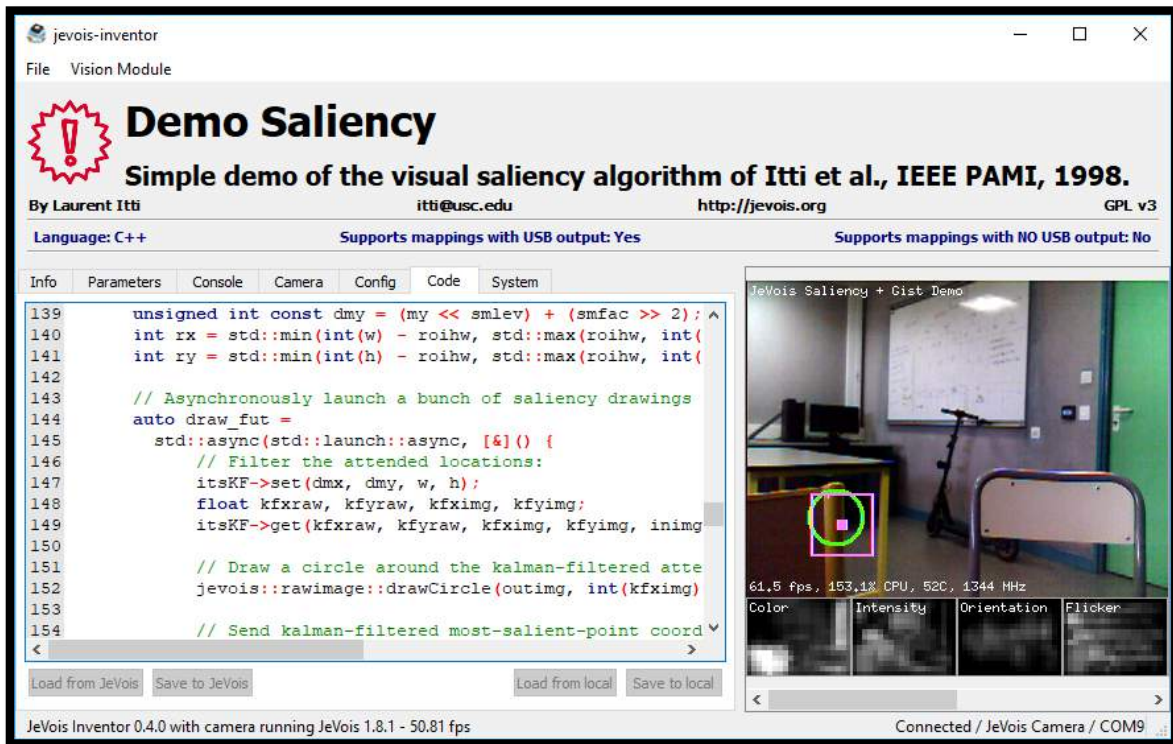 jevois-inventor
File Vision Module
Demo Saliency
Simple demo of the visual saliency algorithm of Itti et al., IEEE PAMI, 1998.
By Laurent Itti itti@usc.edu http://jevois.org GPL v3
Language: C++ Supports mappings with USB output: Yes Supports mappings with NO USB output: No
Info Parameters Console Camera Config Code System
139 unsigned int const dmy = (my << smlev) + (smfac >> 2);
140 int rx = std::min(int(w) - roihw, std::max(roihw, int(
141 int ry = std::min(int(h) - roihw, std::max(roihw, int(
142
143 // Asynchronously launch a bunch of saliency drawings
144 auto draw_fut =
145 std::async(std::launch::async, [&]() {
146 // Filter the attended locations:
147 itsKF->set(dmx, dmy, w, h);
148 float kfxraw, kfyraw, kfximg, kfyimg;
149 itsKF->get(kfxraw, kfyraw, kfximg, kfyimg, inimg
150
151 // Draw a circle around the kalman-filtered atte
152 jevois::rawimage::drawCircle(outimg, int(kfximg)
153
154 // Send kalman-filtered most-salient-point coord
JeVois Saliency + Gist Demo
61.5 fps, 153.1% CPU, 52C, 1344 MHz
Color Intensity Orientation Flicker
Load from JeVois Save to JeVois Load from local Save to local
JeVois Inventor 0.4.0 with camera running JeVois 1.8.1 - 50.81 fps Connected / JeVois Camera / COM9